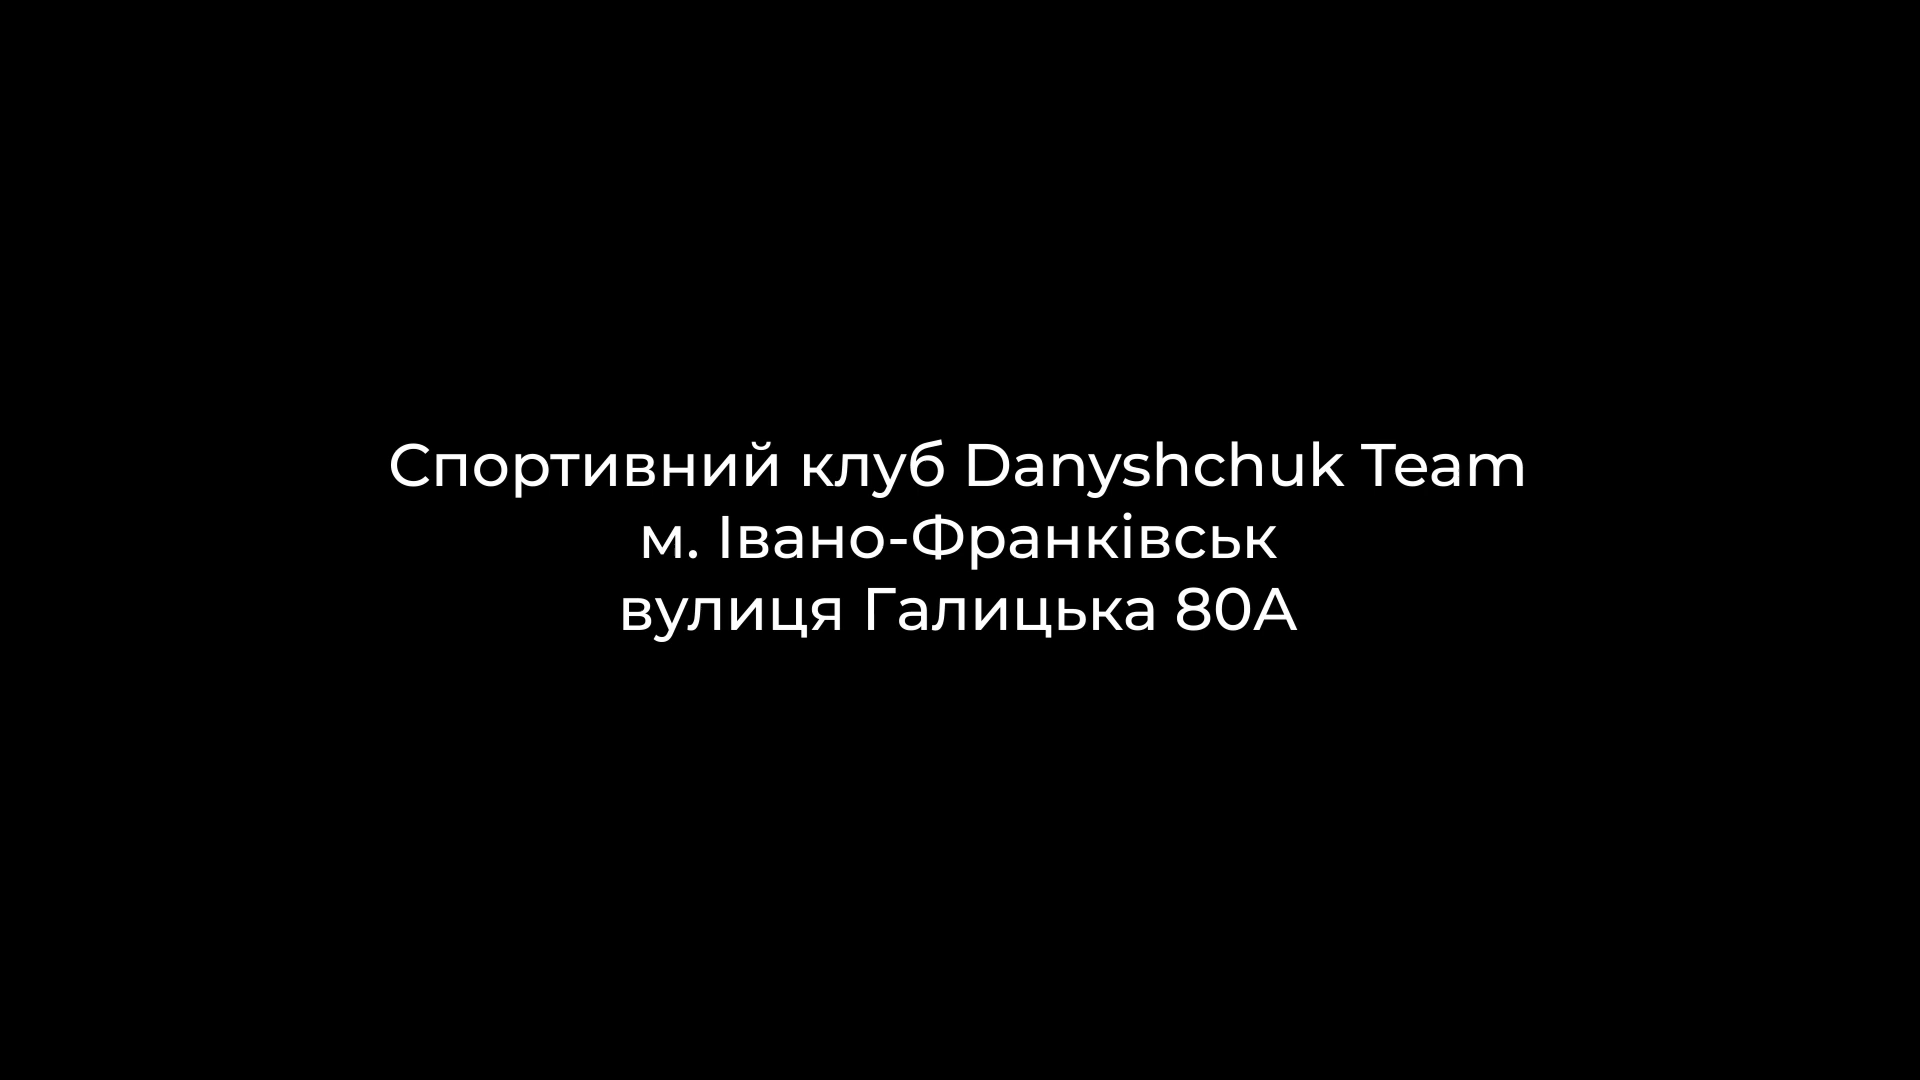 Спортивний клуб Danyshchuk Team
м. Івано-Франківськ
вулиця Галицька 80А